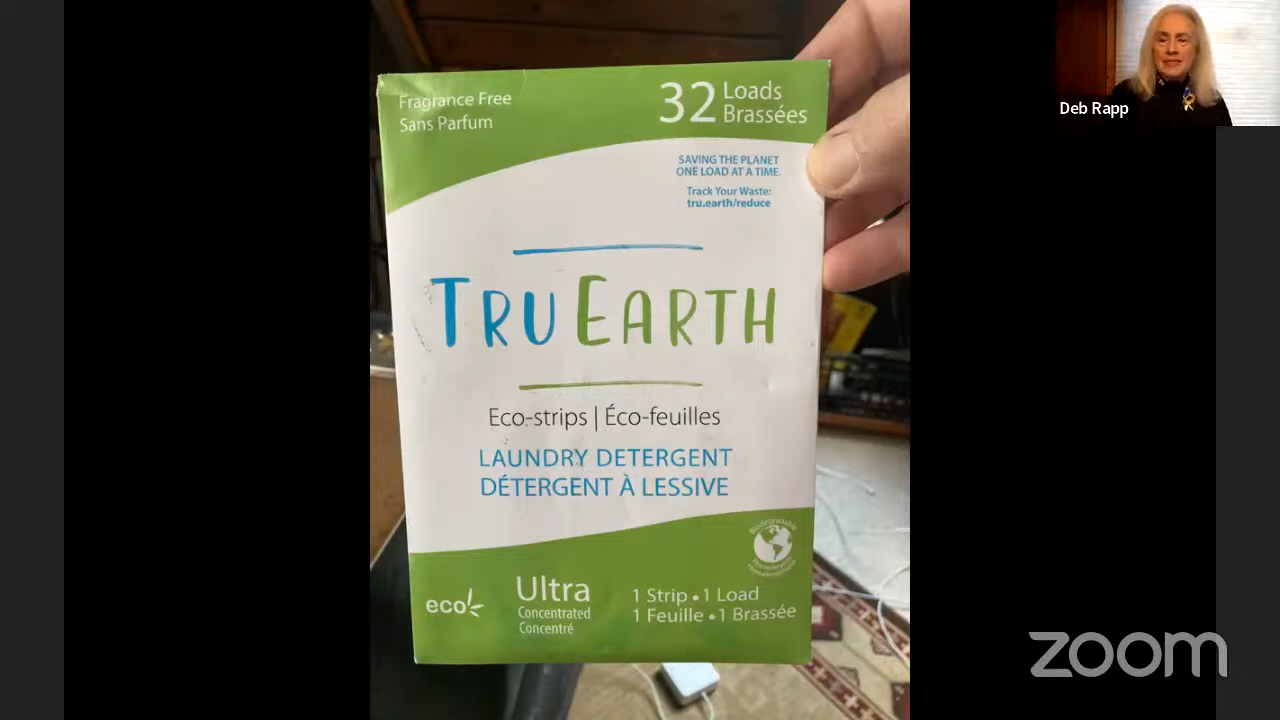 Fragrance Free
Sans Parfum
32 Loads
Brassées
SAVING THE PLANET
ONE LOAD AT A TIME.
Track Your Waste:
tru.earth/reduce
TRU EARTH
Eco-strips | Éco-feuilles
LAUNDRY DETERGENT
DÉTERGENT À LESSIVE
Biodegradable
eco
Ultra
Concentrated
Concentré
1 Strip • 1 Load
1 Feuille • 1 Brassée
Deb Rapp
zoom